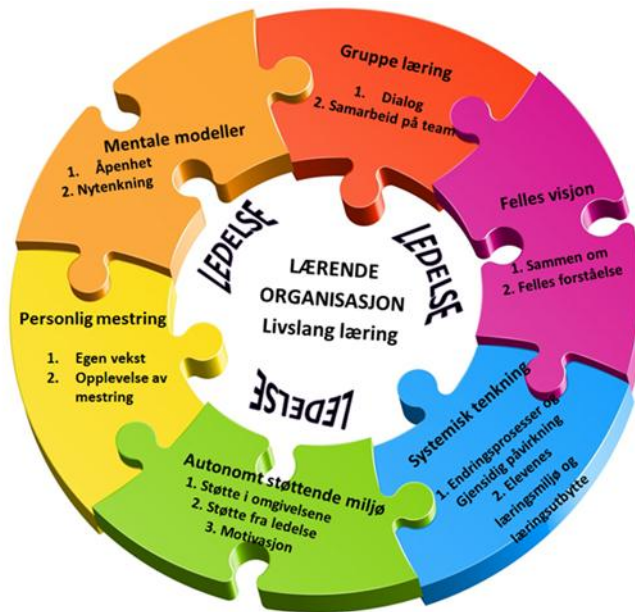 Gruppe læring
1. Dialog
2. Samarbeid på team
Felles visjon
1. Sammen om
2. Felles forståelse
Systemisk tenkning
1. Endringsprosesser og
Gjensidig påvirkning
2. Elevenes
læringsmiljø og
læringsutbytte
Autonomt støttende miljø
1. Støtte i omgivelsene
2. Støtte fra ledelse
3. Motivasjon
Personlig mestring
1. Egen vekst
2. Opplevelse av
mestring
Mentale modeller
1. Åpenhet
2. Nytenkning
LEDELSE
LEDELSE
LÆRENDE
ORGANISASJON
Livslang læring
LEDELSE